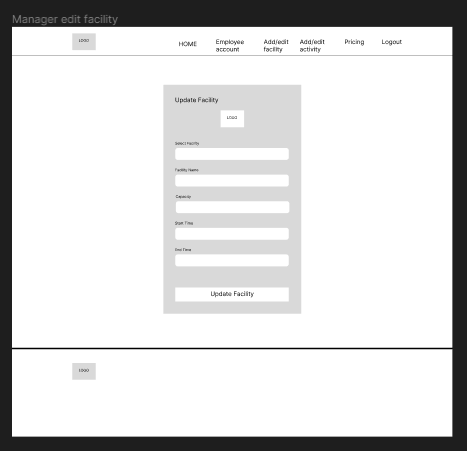 Manager edit facility
LOGO
HOME
Employee
account
Add/edit
facility
Add/edit
activity
Pricing
Logout
Update Facility
LOGO
Select Facility
Facility Name
Capacity
Start Time
End Time
Update Facility
LOGO